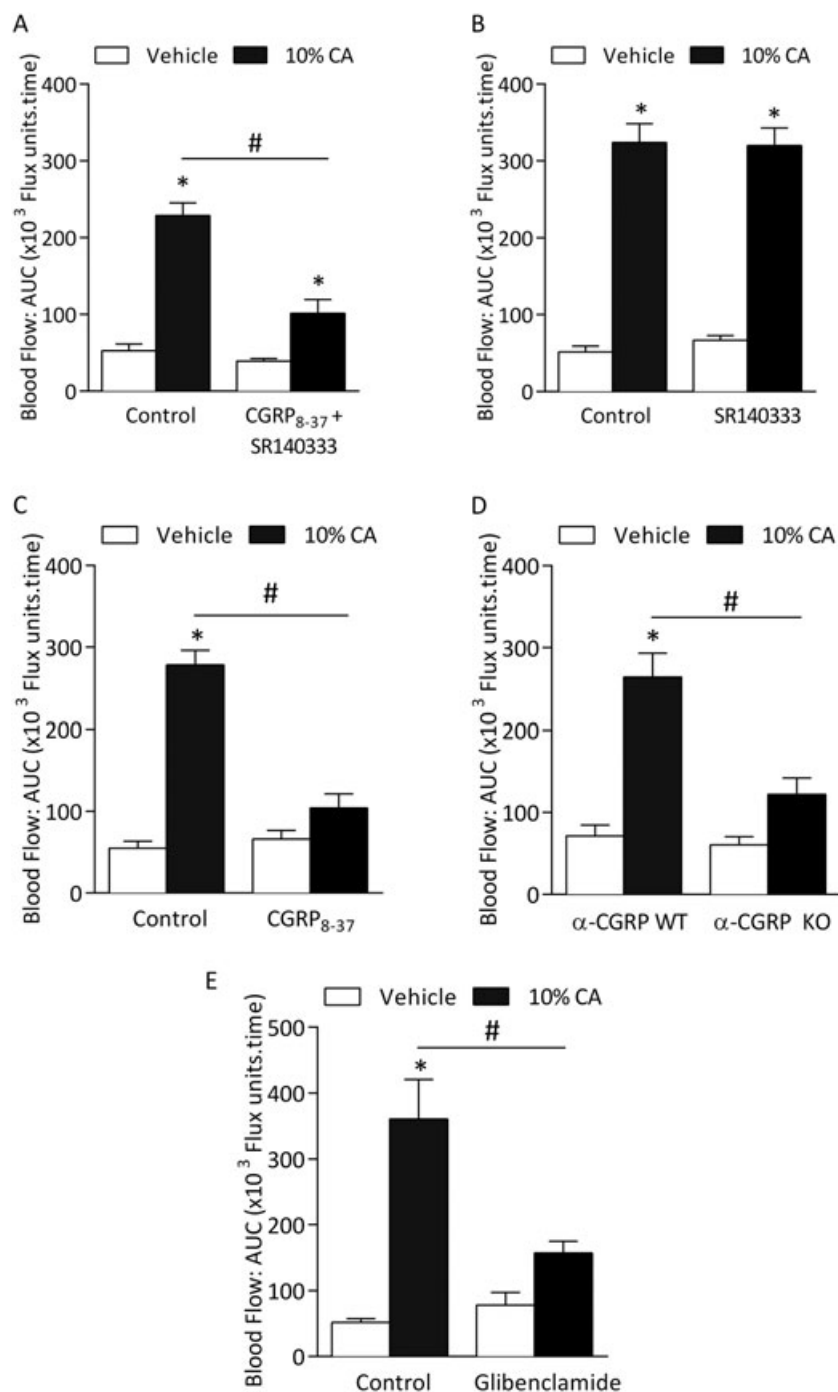 A
Vehicle 10% CA
Blood Flow: AUC (x10³ Flux units.time)
400
300
200
100
0
#
*
*
Control
CGRP₈₋₃₇ +
SR140333
B
Vehicle 10% CA
Blood Flow: AUC (x10³ Flux units.time)
400
300
200
100
0
*
*
Control
SR140333
C
Vehicle 10% CA
Blood Flow: AUC (x10³ Flux units.time)
400
300
200
100
0
#
*
Control
CGRP₈₋₃₇
D
Vehicle 10% CA
Blood Flow: AUC (x10³ Flux units.time)
400
300
200
100
0
#
*
α-CGRP WT
α-CGRP KO
E
Vehicle 10% CA
Blood Flow: AUC (x10³ Flux units.time)
500
400
300
200
100
0
#
*
Control
Glibenclamide